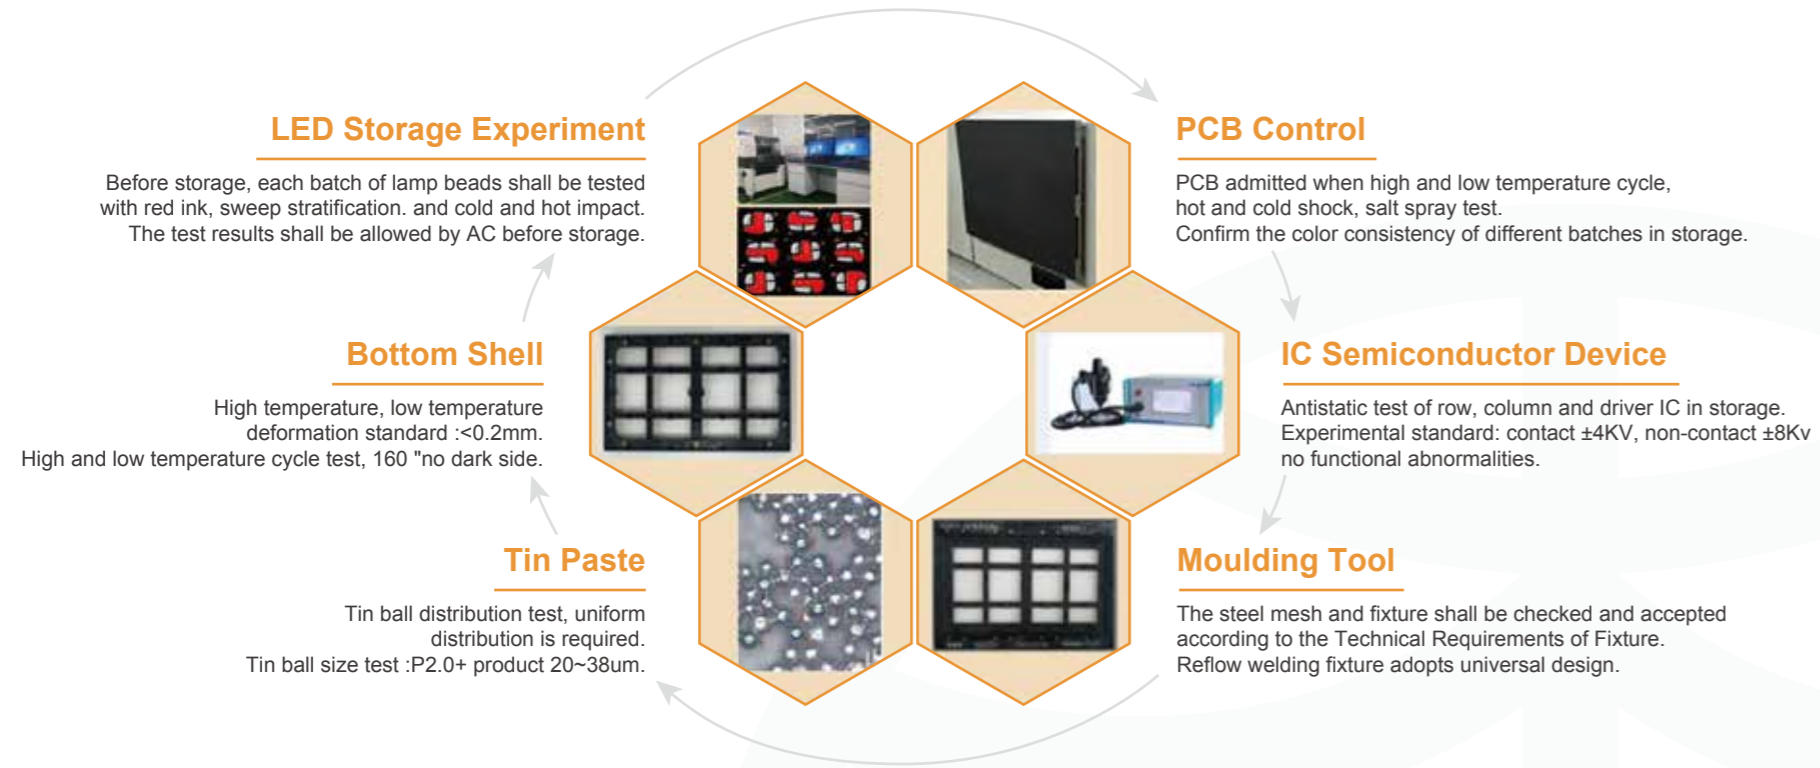 LED Storage Experiment
Before storage, each batch of lamp beads shall be tested
with red ink, sweep stratification. and cold and hot impact.
The test results shall be allowed by AC before storage.
PCB Control
PCB admitted when high and low temperature cycle,
hot and cold shock, salt spray test.
Confirm the color consistency of different batches in storage.
Bottom Shell
High temperature, low temperature
deformation standard :<0.2mm.
High and low temperature cycle test, 160 "no dark side.
IC Semiconductor Device
Antistatic test of row, column and driver IC in storage.
Experimental standard: contact ±4KV, non-contact ±8Kv
no functional abnormalities.
Tin Paste
Tin ball distribution test, uniform
distribution is required.
Tin ball size test :P2.0+ product 20~38um.
Moulding Tool
The steel mesh and fixture shall be checked and accepted
according to the Technical Requirements of Fixture.
Reflow welding fixture adopts universal design.